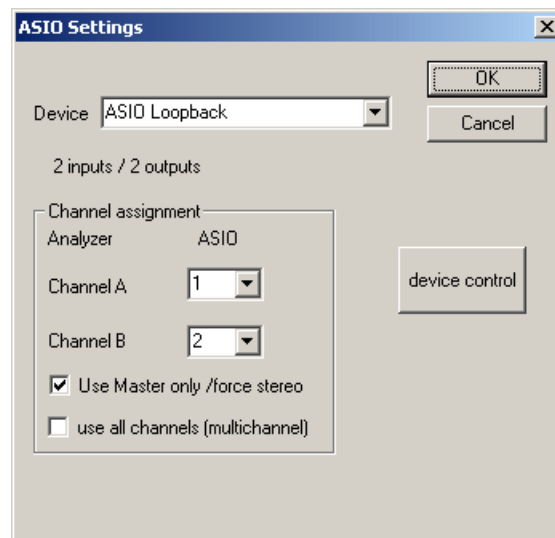 ASIO Settings
OK
Device ASIO Loopback
Cancel
2 inputs / 2 outputs
Channel assignment
Analyzer ASIO
Channel A 1
device control
Channel B 2
Use Master only /force stereo
use all channels (multichannel)